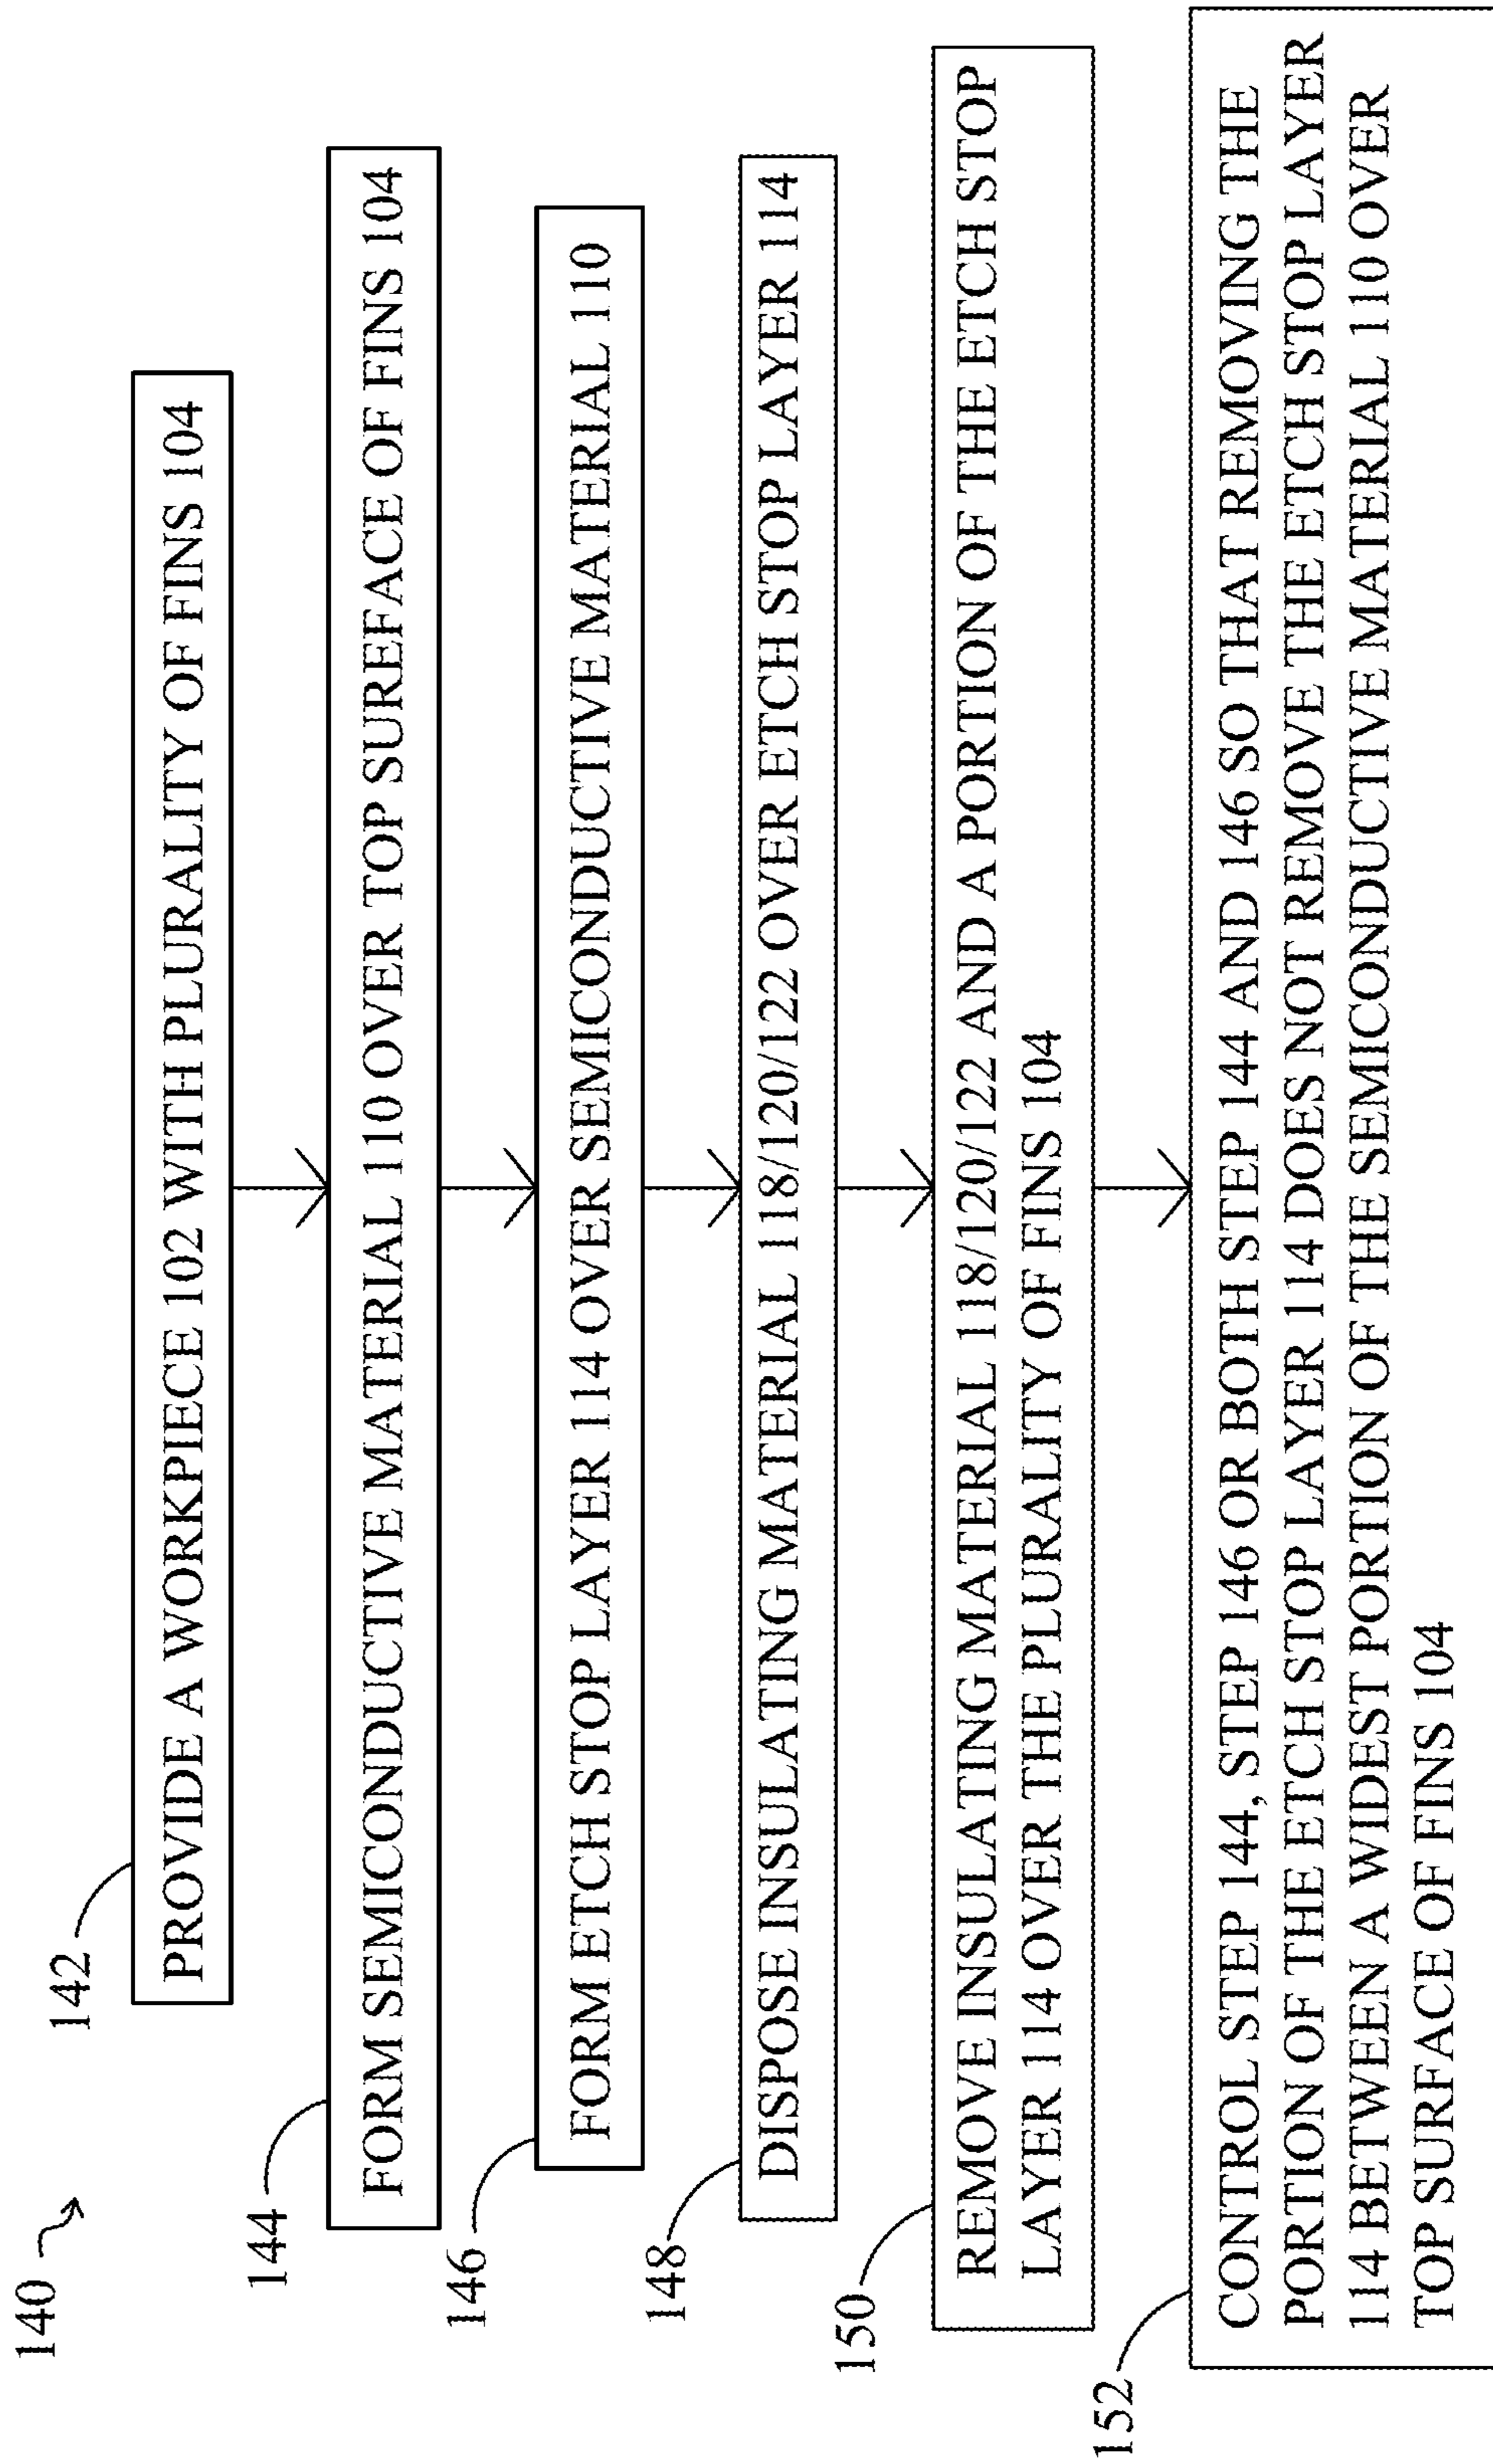 140
142
PROVIDE A WORKPIECE 102 WITH PLURALITY OF FINS 104
144
FORM SEMICONDUCTIVE MATERIAL 110 OVER TOP SUREFACE OF FINS 104
146
FORM ETCH STOP LAYER 114 OVER SEMICONDUCTIVE MATERIAL 110
148
DISPOSE INSULATING MATERIAL 118/120/122 OVER ETCH STOP LAYER 114
150
REMOVE INSULATING MATERIAL 118/120/122 AND A PORTION OF THE ETCH STOP
LAYER 114 OVER THE PLURALITY OF FINS 104
152
CONTROL STEP 144, STEP 146 OR BOTH STEP 144 AND 146 SO THAT REMOVING THE
PORTION OF THE ETCH STOP LAYER 114 DOES NOT REMOVE THE ETCH STOP LAYER
114 BETWEEN A WIDEST PORTION OF THE SEMICONDUCTIVE MATERIAL 110 OVER
TOP SURFACE OF FINS 104